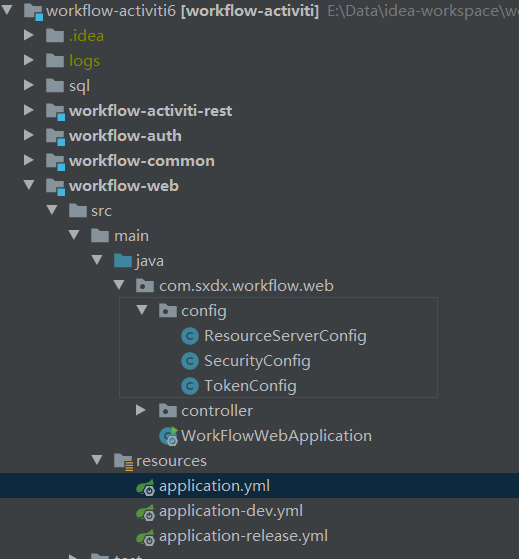 workflow-activiti6 [workflow-activiti] E:\Data\idea-workspace\w
.idea
logs
sql
workflow-activiti-rest
workflow-auth
workflow-common
workflow-web
src
main
java
com.sxdx.workflow.web
config
ResourceServerConfig
SecurityConfig
TokenConfig
controller
WorkFlowWebApplication
resources
application.yml
application-dev.yml
application-release.yml